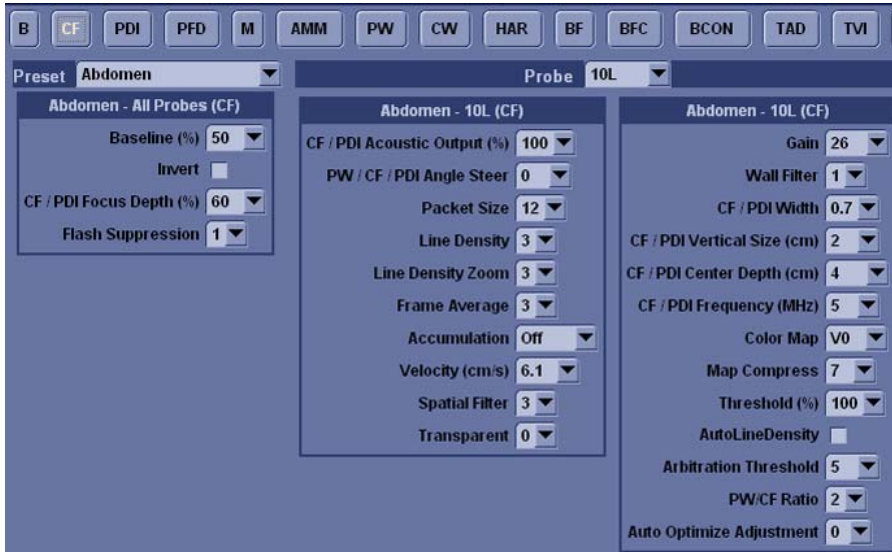 B CF PDI PFD M AMM PW CW HAR BF BFC BCON TAD TVI
Preset Abdomen Probe 10L
Abdomen - All Probes (CF)
Baseline (%) 50
Invert
CF / PDI Focus Depth (%) 60
Flash Suppression 1
Abdomen - 10L (CF)
CF / PDI Acoustic Output (%) 100
PW / CF / PDI Angle Steer 0
Packet Size 12
Line Density 3
Line Density Zoom 3
Frame Average 3
Accumulation Off
Velocity (cm/s) 6.1
Spatial Filter 3
Transparent 0
Abdomen - 10L (CF)
Gain 26
Wall Filter 1
CF / PDI Width 0.7
CF / PDI Vertical Size (cm) 2
CF / PDI Center Depth (cm) 4
CF / PDI Frequency (MHz) 5
Color Map V0
Map Compress 7
Threshold (%) 100
AutoLineDensity
Arbitration Threshold 5
PW/CF Ratio 2
Auto Optimize Adjustment 0